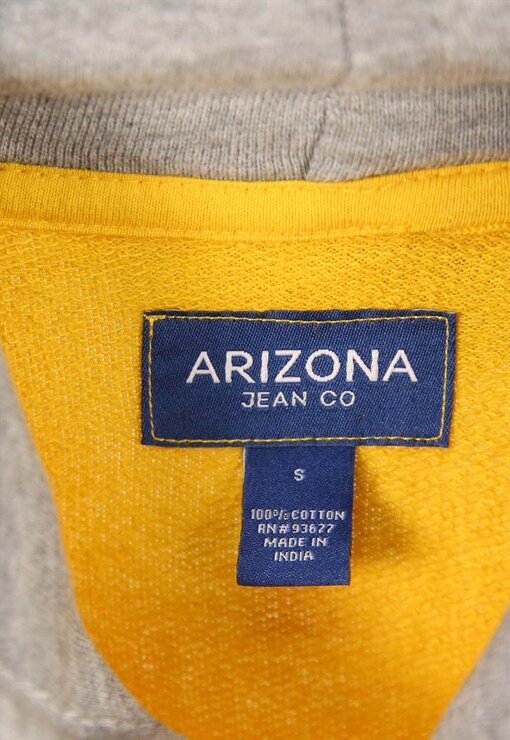 ARIZONA
JEAN CO
S
100% COTTON
RN# 93677
MADE IN
INDIA